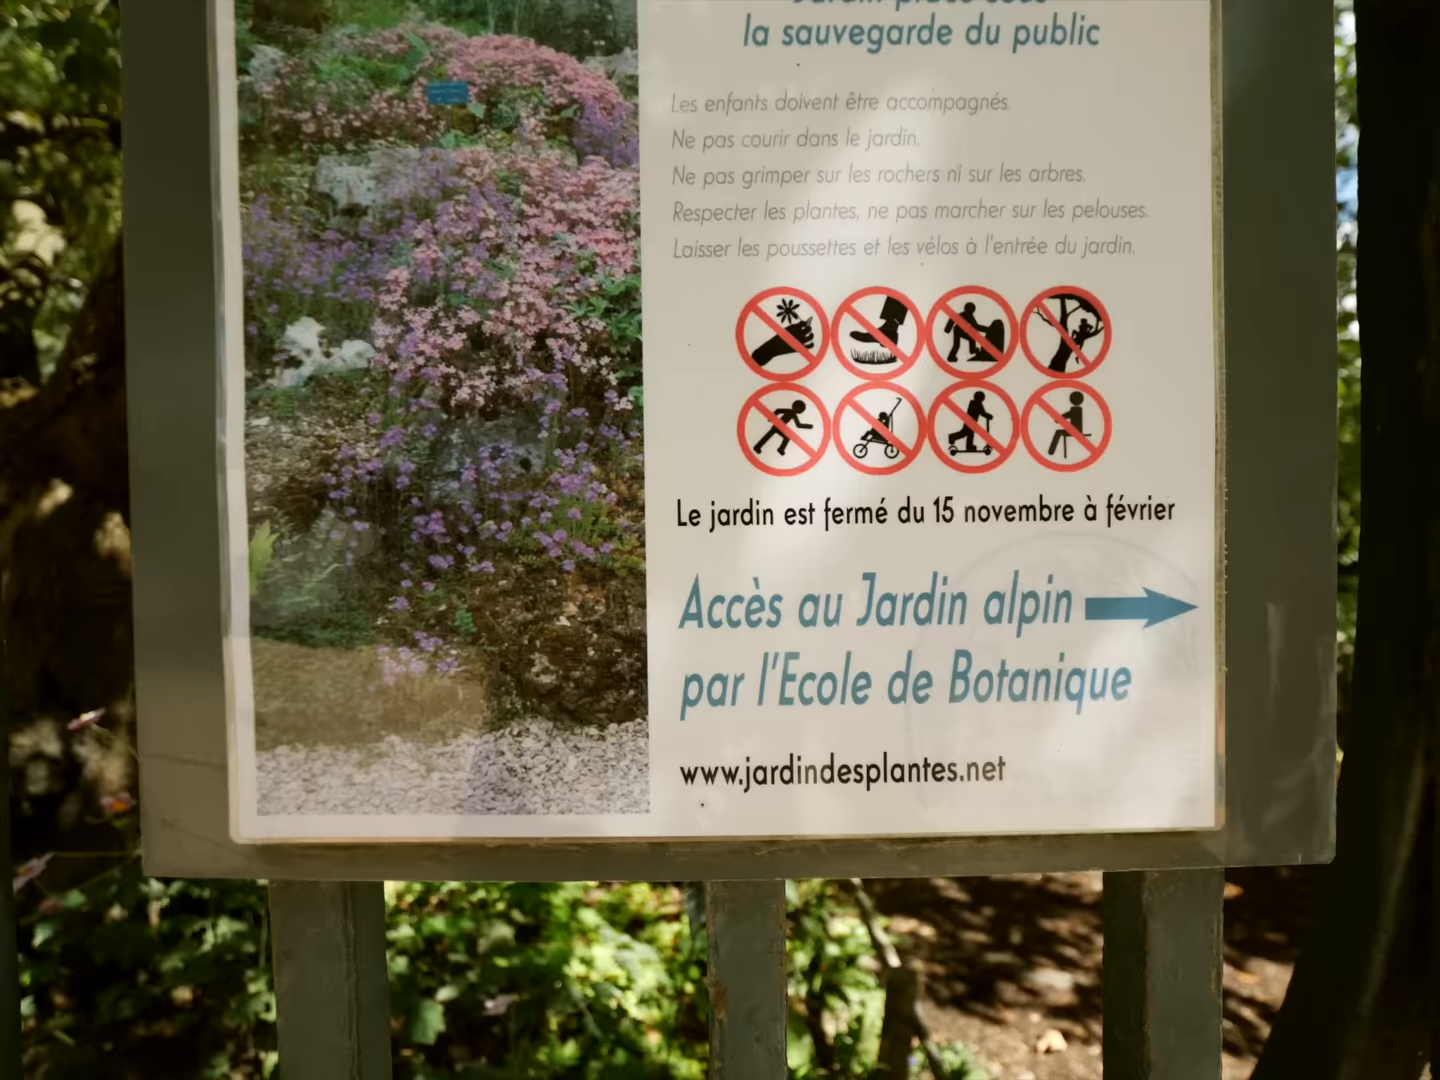 Jardin placé sous
la sauvegarde du public
Les enfants doivent être accompagnés.
Ne pas courir dans le jardin.
Ne pas grimper sur les rochers ni sur les arbres.
Respecter les plantes, ne pas marcher sur les pelouses.
Laisser les poussettes et les vélos à l'entrée du jardin.
Le jardin est fermé du 15 novembre à février
Accès au Jardin alpin
par l'Ecole de Botanique
www.jardindesplantes.net